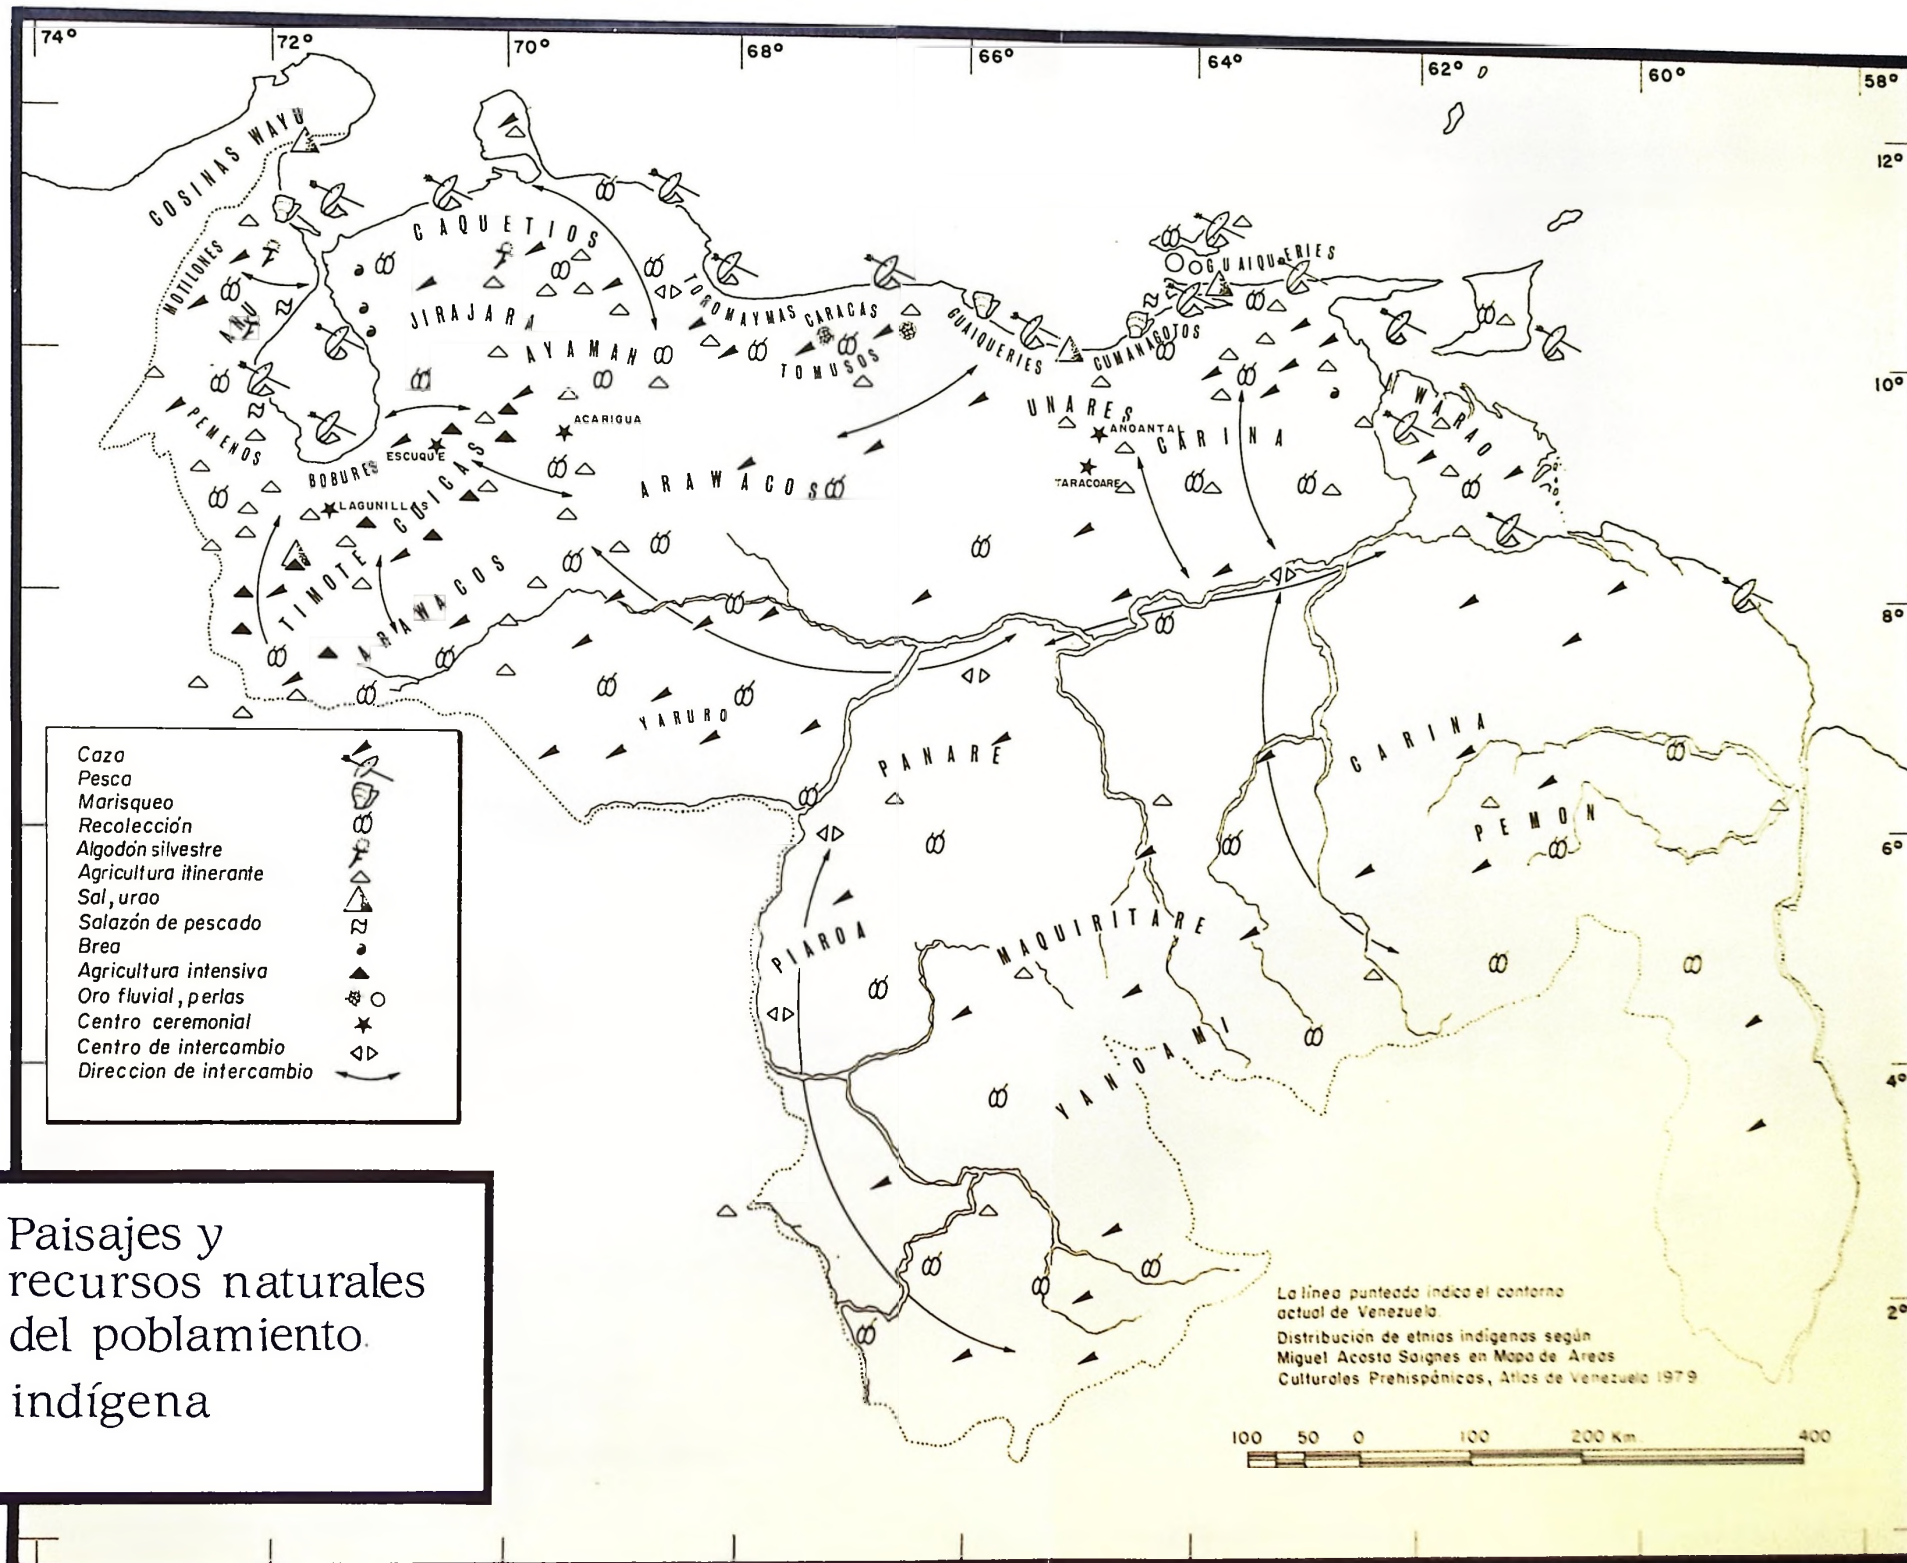 74° 72° 70° 68° 66° 64° 62° 60° 58°
12°
10°
8°
6°
4°
2°
COSINAS WAYU
MOTILONES
AÑU
CAQUETIOS
JIRAJARA
AYAMAN
TOROMAYMAS
CARACAS
TOMUSOS
GUAIQUERIES
GUAIQUERIES
CUMANAGOTOS
UNARES
ANOANTAL
CARINA
TARACOARE
WARAO
PEMENOS
BOBURES
ESCUQUE
ACARIGUA
LAGUNILLAS
TIMOTE CUICAS
ARAWACOS
ARAWACOS
YARURO
PANARE
CARINA
PEMON
PIAROA
MAQUIRITARE
YANOAMI
Caza
Pesca
Marisqueo
Recolección
Algodón silvestre
Agricultura itinerante
Sal, urao
Salazón de pescado
Brea
Agricultura intensiva
Oro fluvial, perlas
Centro ceremonial
Centro de intercambio
Direccion de intercambio
Paisajes y
recursos naturales
del poblamiento
indígena
La línea punteada indica el contorno
actual de Venezuela.
Distribución de etnias indígenas según
Miguel Acosta Saignes en Mapa de Areas
Culturales Prehispánicas, Atlas de Venezuela 1979
100 50 0 100 200 Km. 400